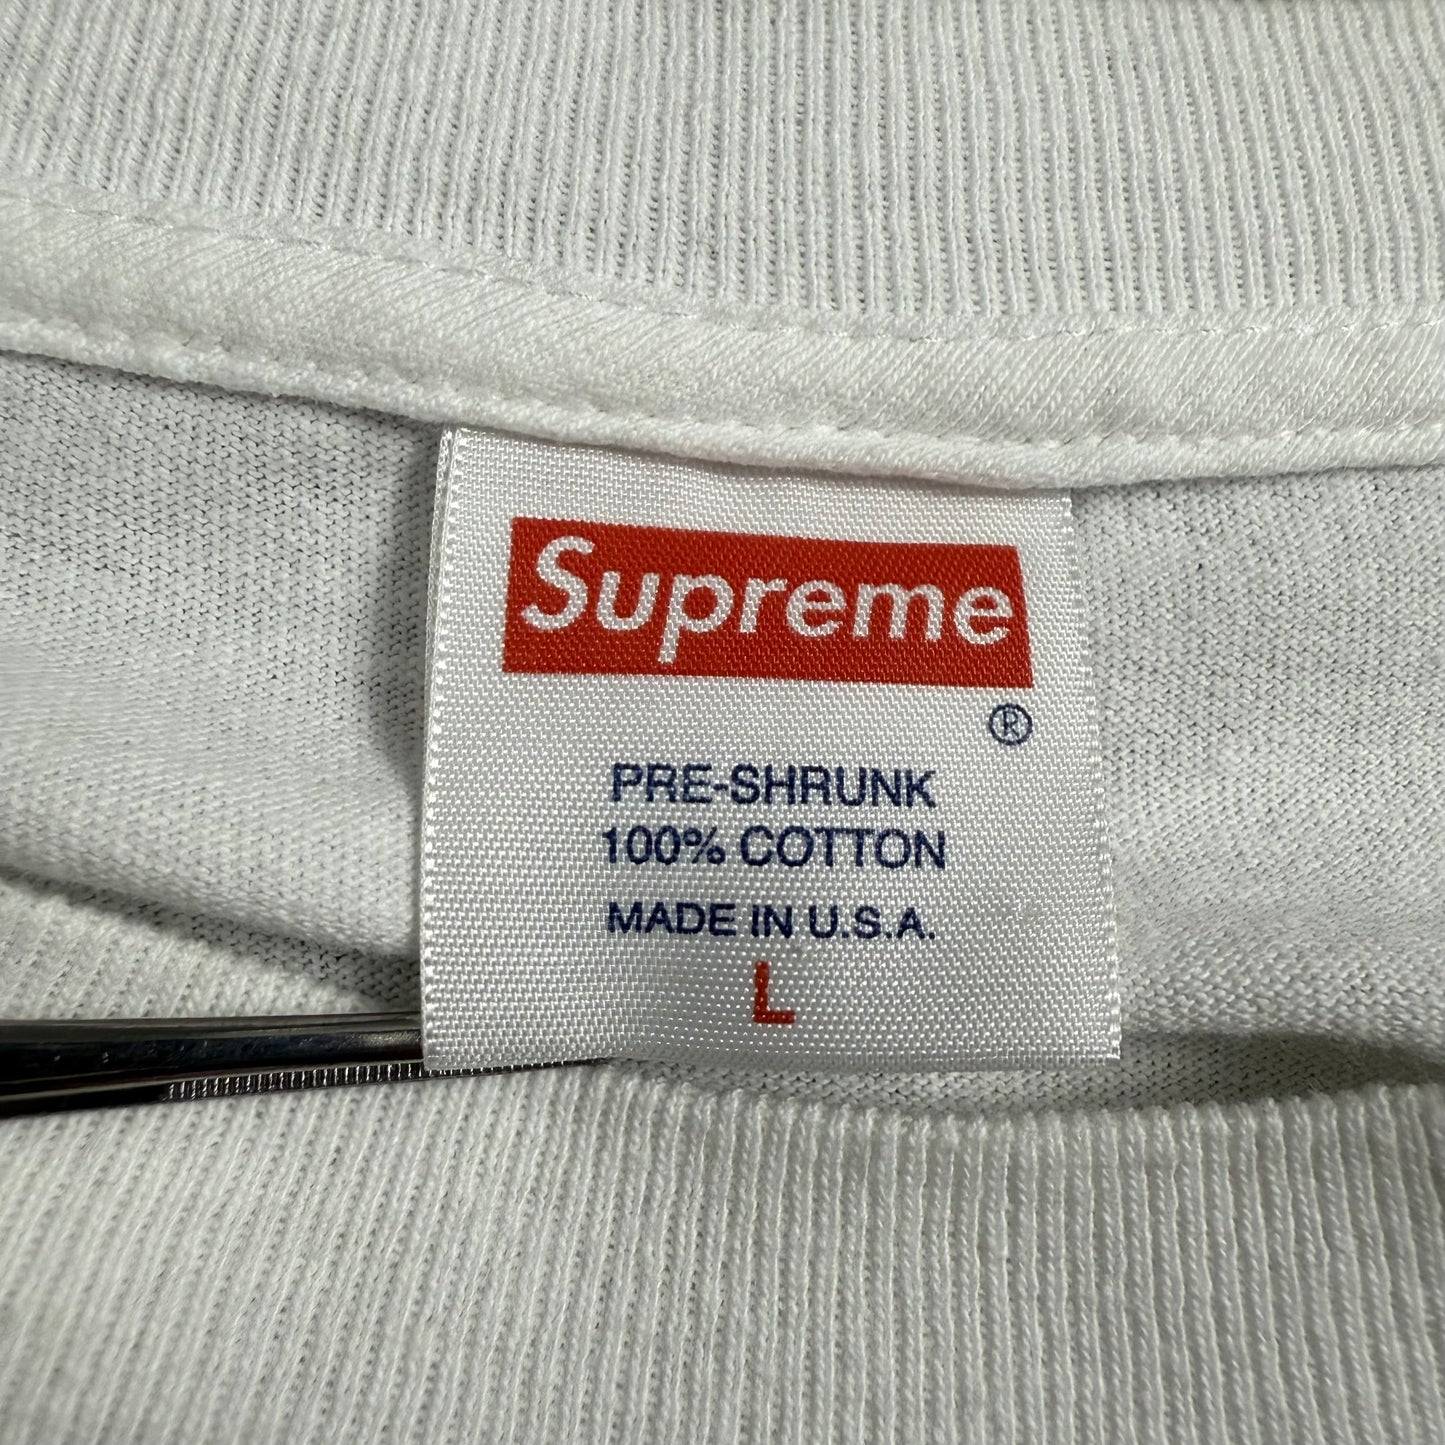 Supreme
®
PRE-SHRUNK
100% COTTON
MADE IN U.S.A.
L